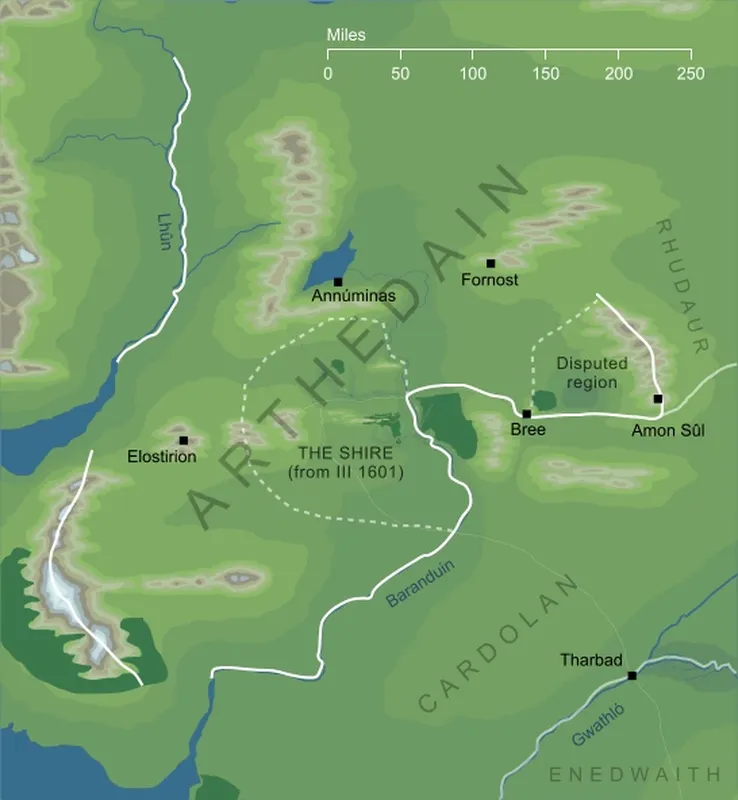 Miles
0 50 100 150 200 250
ARTHEDAIN
Lhûn
RHUDAUR
Fornost
Annúminas
Disputed
region
Bree
Amon Sûl
Elostirion
THE SHIRE
(from III 1601)
Baranduin
CARDOLAN
Tharbad
Gwathló
ENEDWAITH